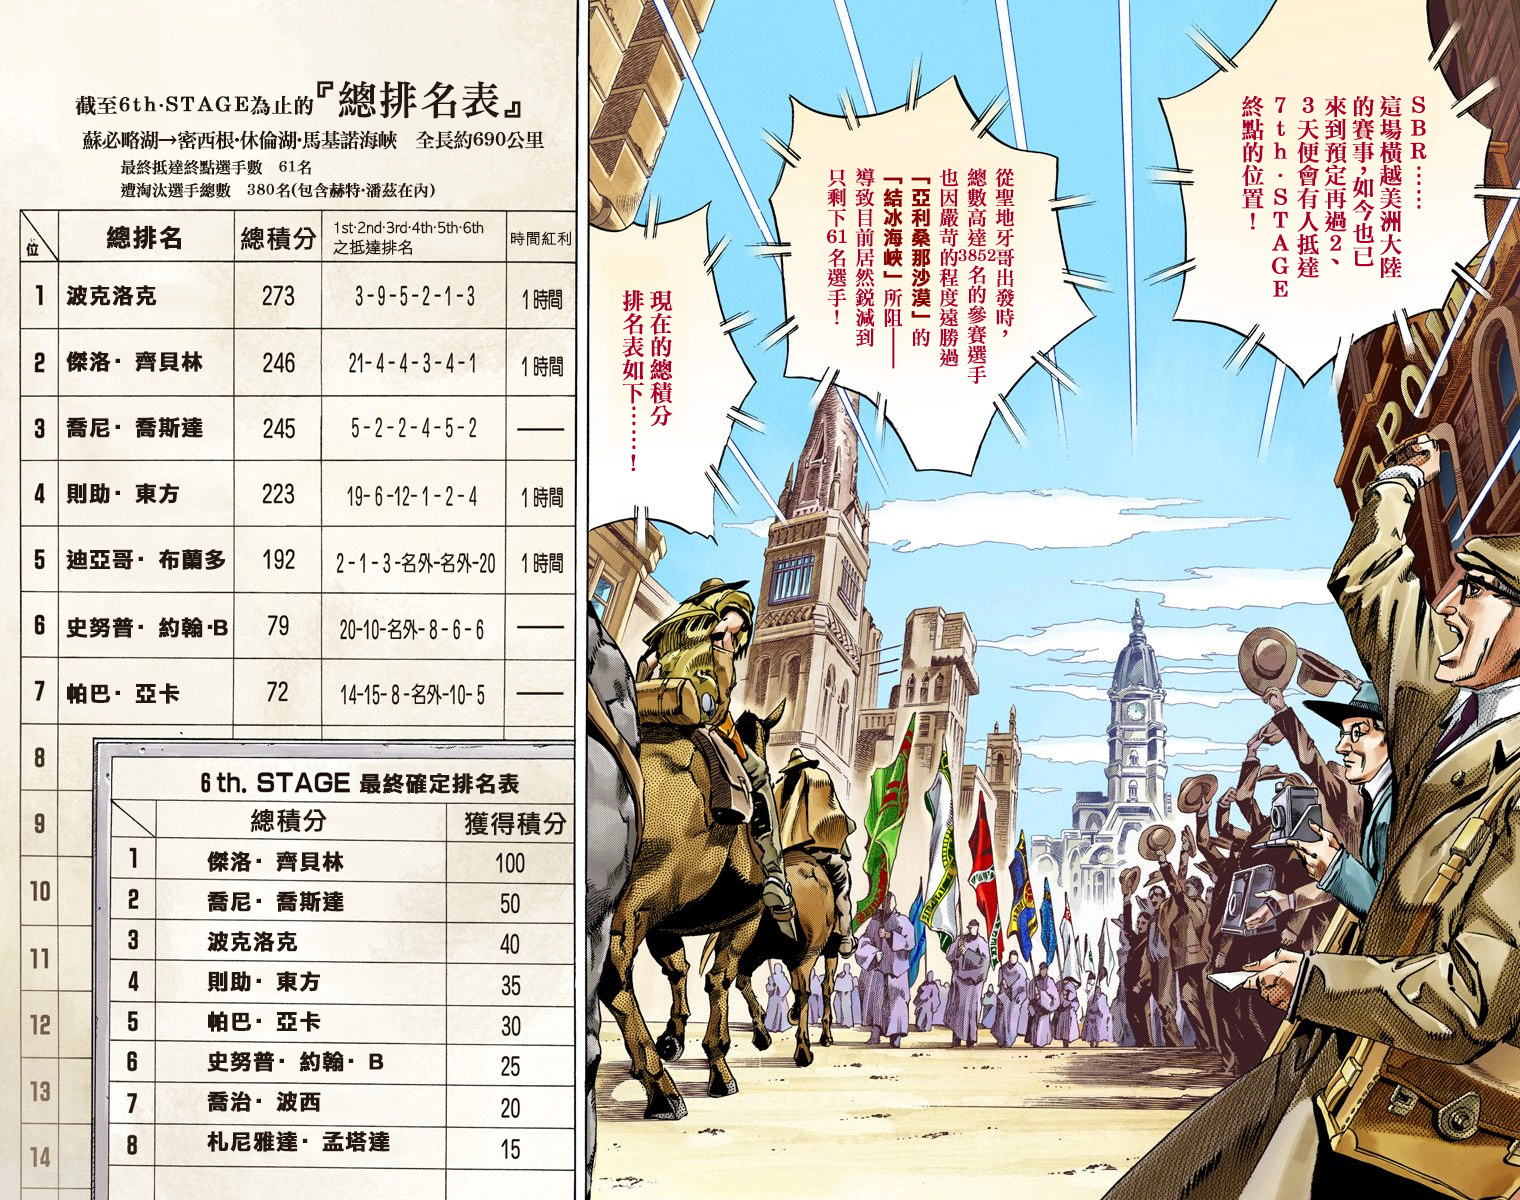 SBR……
這場橫越美洲大陸
的賽事，如今也已
來到預定再過2、
3天便會有人抵達
7th·STAGE
終點的位置！
從聖地牙哥出發時，
總數高達3852名的參賽選手
也因嚴苛的程度遠勝過
「亞利桑那沙漠」的
「結冰海峽」所阻——
導致目前居然銳減到
只剩下61名選手！
現在的總積分
排名表如下………！
截至6th·STAGE為止的『總排名表』
蘇必略湖→密西根·休倫湖·馬基諾海峽　全長約690公里
最終抵達終點選手數　61名
遭淘汰選手總數　380名(包含赫特·潘茲在內)
位 總排名 總積分 1st·2nd·3rd·4th·5th·6th
之抵達排名 時間紅利
1 波克洛克 273 3-9-5-2-1-3 1時間
2 傑洛·齊貝林 246 21-4-4-3-4-1 1時間
3 喬尼·喬斯達 245 5-2-2-4-5-2 ——
4 則助·東方 223 19-6-12-1-2-4 1時間
5 迪亞哥·布蘭多 192 2-1-3-名外-名外-20 1時間
6 史努普·約翰·B 79 20-10-名外-8-6-6 ——
7 帕巴·亞卡 72 14-15-8-名外-10-5 ——
8
9
10
11
12
13
14
6th. STAGE 最終確定排名表
總積分 獲得積分
1 傑洛·齊貝林 100
2 喬尼·喬斯達 50
3 波克洛克 40
4 則助·東方 35
5 帕巴·亞卡 30
6 史努普·約翰·B 25
7 喬治·波西 20
8 札尼雅達·孟塔達 15